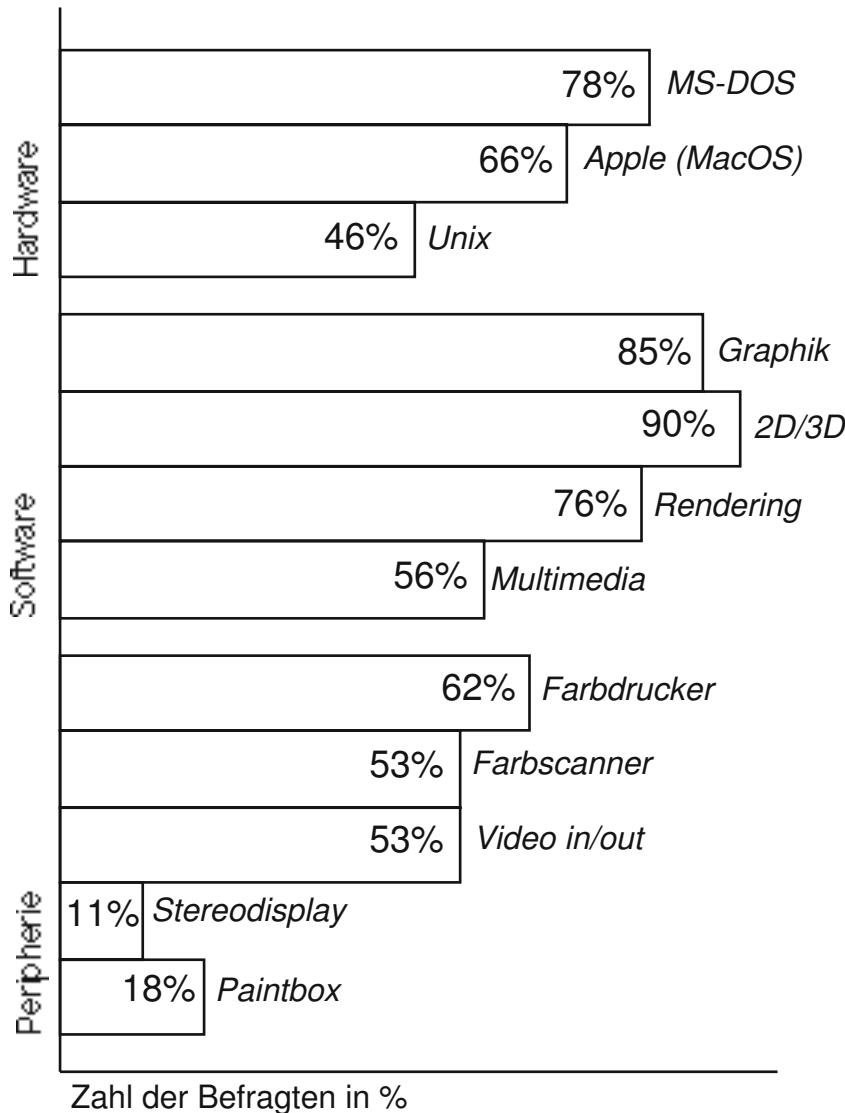 Hardware
78% MS-DOS
66% Apple (MacOS)
46% Unix
Software
85% Graphik
90% 2D/3D
76% Rendering
56% Multimedia
Peripherie
62% Farbdrucker
53% Farbscanner
53% Video in/out
11% Stereodisplay
18% Paintbox
Zahl der Befragten in %